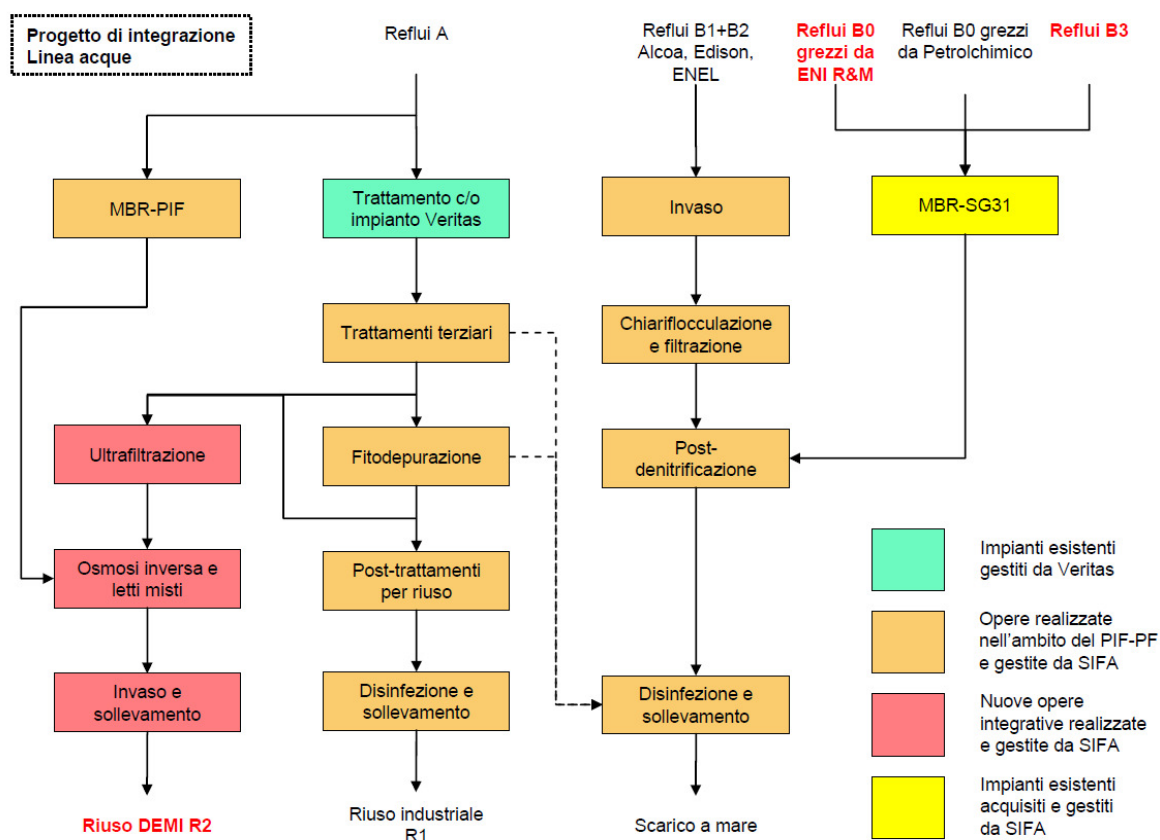 Progetto di integrazione
Linea acque
Reflui A
Reflui B1+B2
Alcoa, Edison,
ENEL
Reflui B0
grezzi da
ENI R&M
Reflui B0 grezzi
da Petrolchimico
Reflui B3
MBR-PIF
Trattamento c/o
impianto Veritas
Invaso
MBR-SG31
Trattamenti terziari
Chiariflocculazione
e filtrazione
Ultrafiltrazione
Fitodepurazione
Post-
denitrificazione
Osmosi inversa e
letti misti
Post-trattamenti
per riuso
Invaso e
sollevamento
Disinfezione e
sollevamento
Disinfezione e
sollevamento
Riuso DEMI R2
Riuso industriale
R1
Scarico a mare
Impianti esistenti
gestiti da Veritas
Opere realizzate
nell'ambito del PIF-PF
e gestite da SIFA
Nuove opere
integrative realizzate
e gestite da SIFA
Impianti esistenti
acquisiti e gestiti
da SIFA